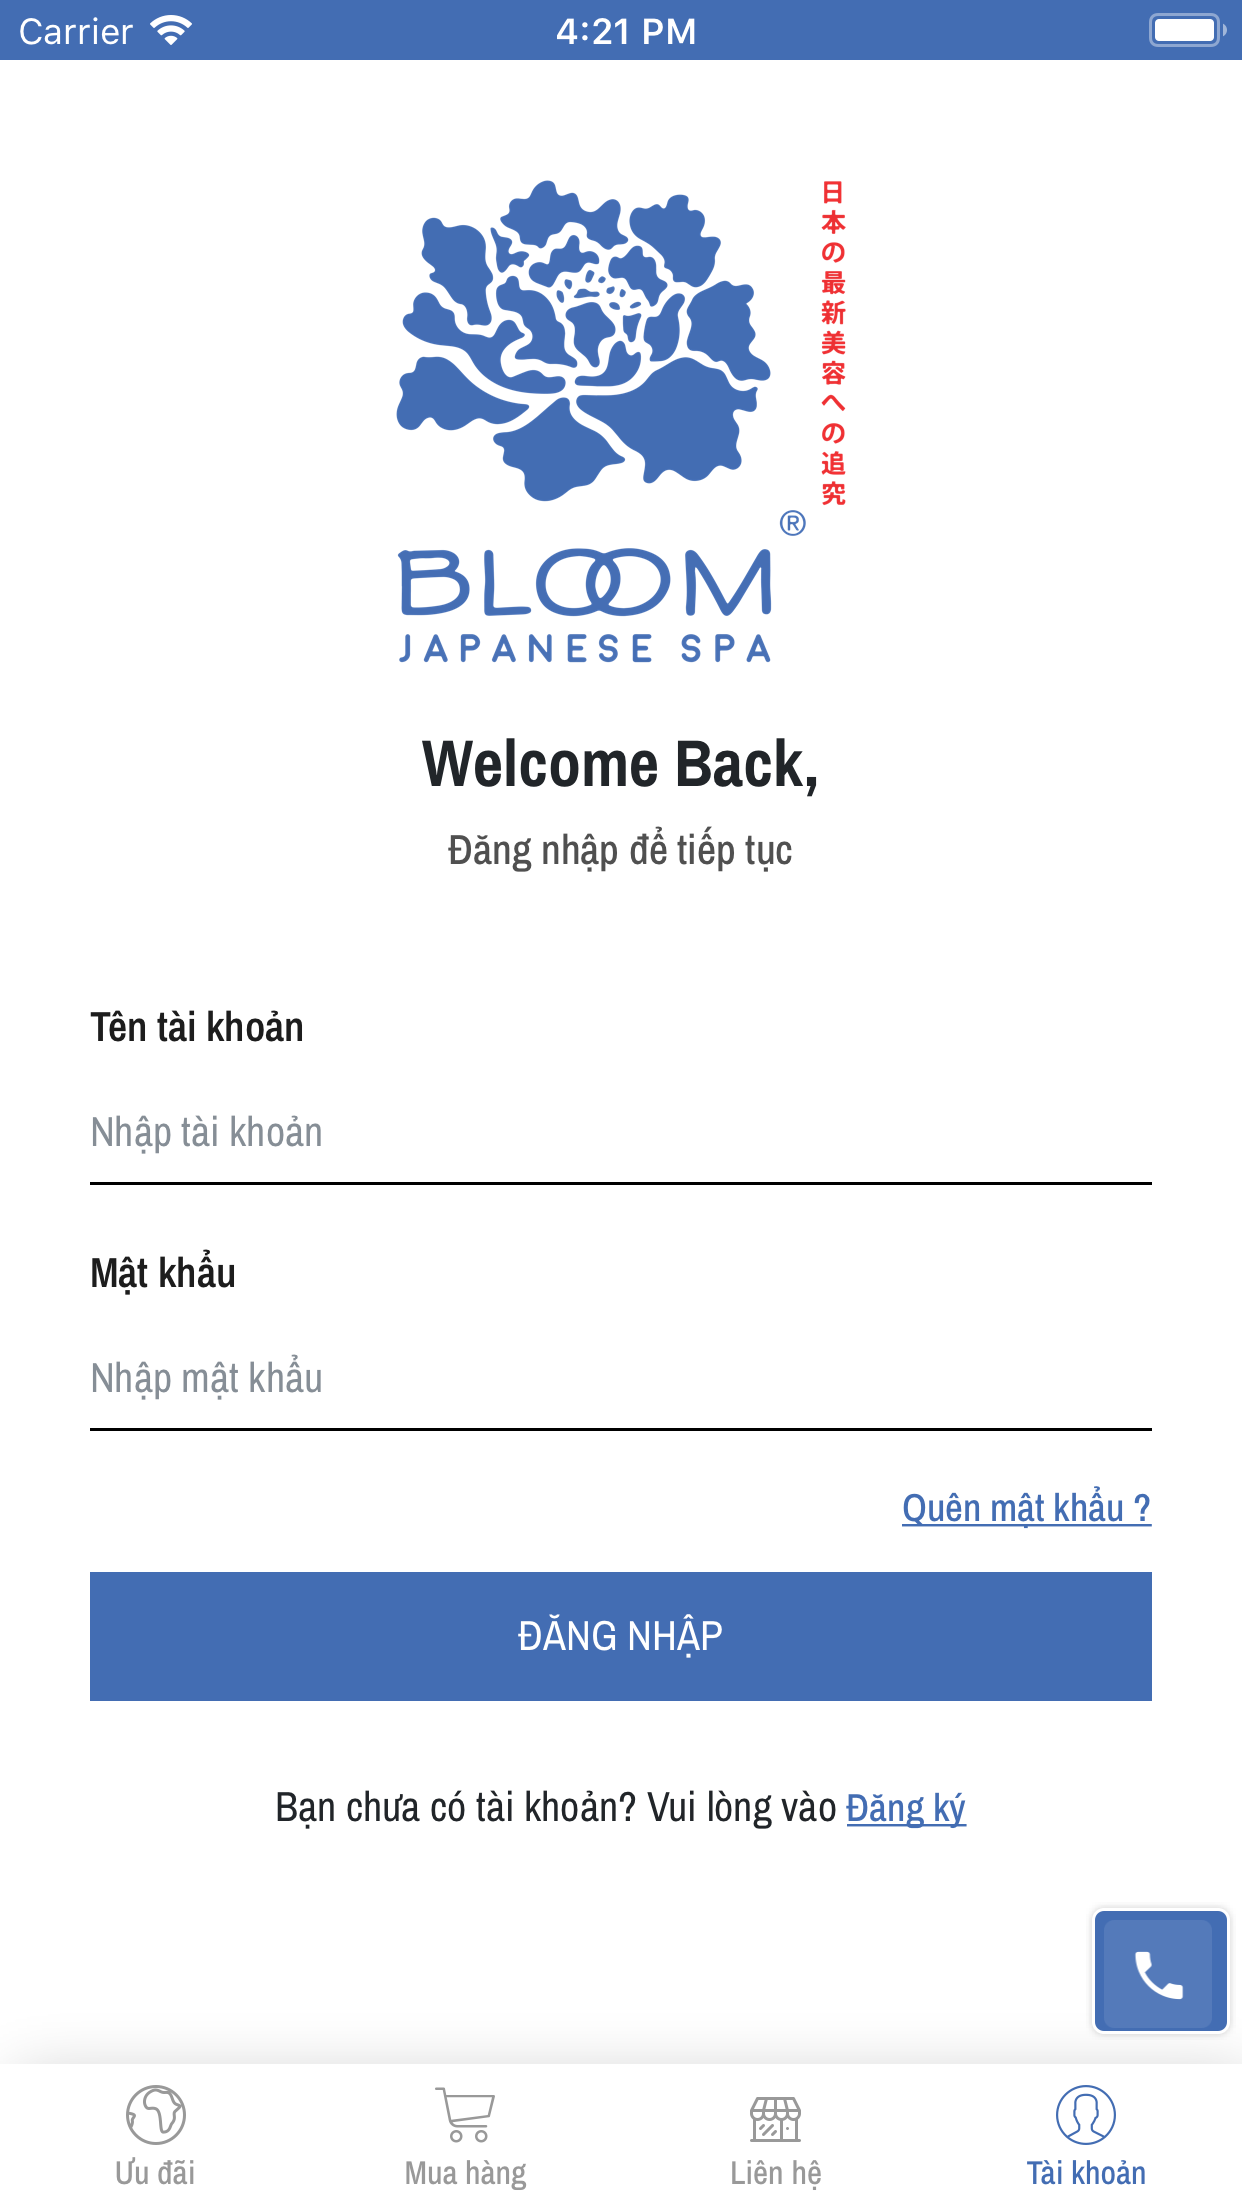 Carrier
4:21 PM
日本の最新美容への追究
®
BLOOM
JAPANESE SPA
Welcome Back,
Đăng nhập để tiếp tục
Tên tài khoản
Nhập tài khoản
Mật khẩu
Nhập mật khẩu
Quên mật khẩu ?
ĐĂNG NHẬP
Bạn chưa có tài khoản? Vui lòng vào Đăng ký
Ưu đãi
Mua hàng
Liên hệ
Tài khoản